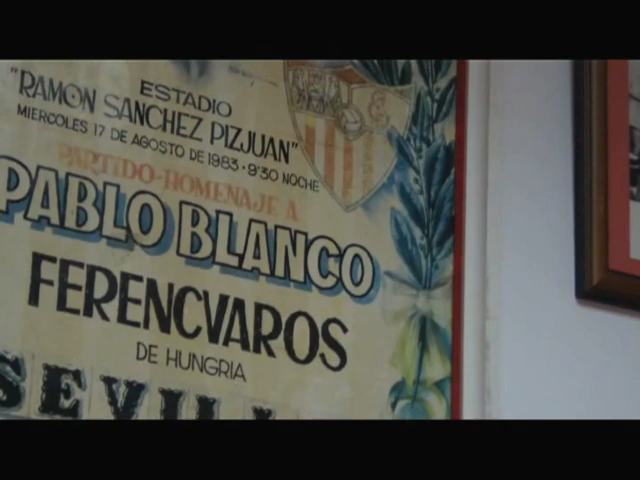 ESTADIO
"RAMON SANCHEZ PIZJUAN"
MIERCOLES 17 DE AGOSTO DE 1983 - 9'30 NOCHE
PARTIDO-HOMENAJE A
PABLO BLANCO
FERENCVAROS
DE HUNGRIA
SEVILL